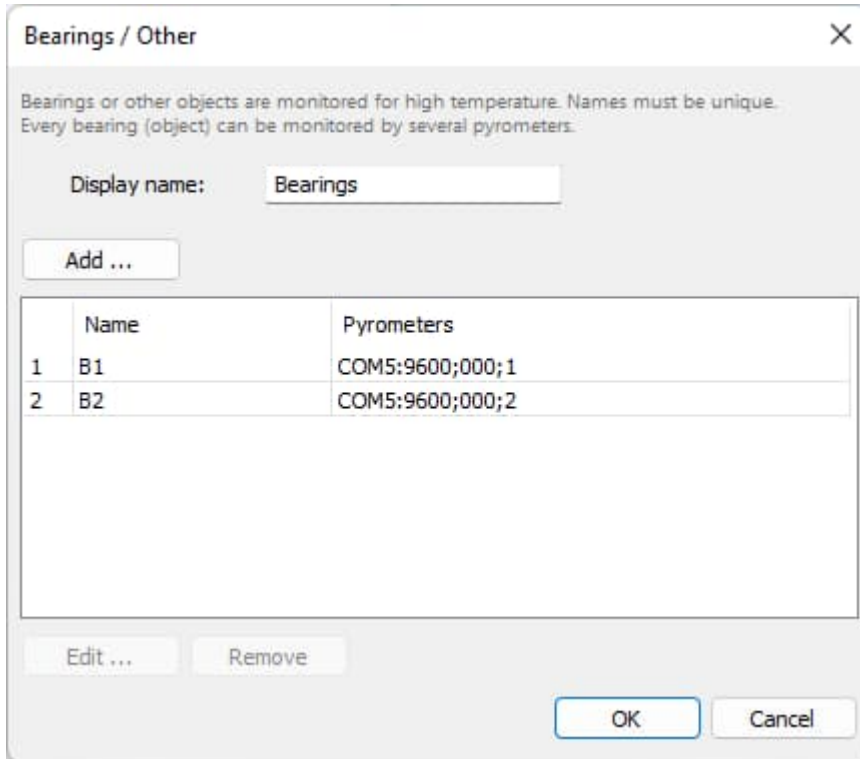 Bearings / Other
Bearings or other objects are monitored for high temperature. Names must be unique.
Every bearing (object) can be monitored by several pyrometers.
Display name: Bearings
Add ...
Name Pyrometers
1 B1 COM5:9600;000;1
2 B2 COM5:9600;000;2
Edit ... Remove
OK Cancel